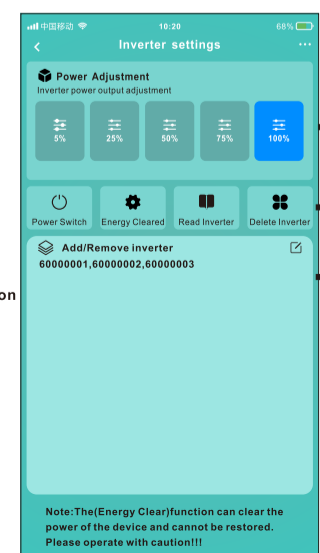 中国移动 10:20 68%
Inverter settings
Power Adjustment
Inverter power output adjustment
5% 25% 50% 75% 100%
Power Switch Energy Cleared Read Inverter Delete Inverter
Add/Remove inverter
60000001,60000002,60000003
on
Note:The(Energy Clear)function can clear the
power of the device and cannot be restored.
Please operate with caution!!!